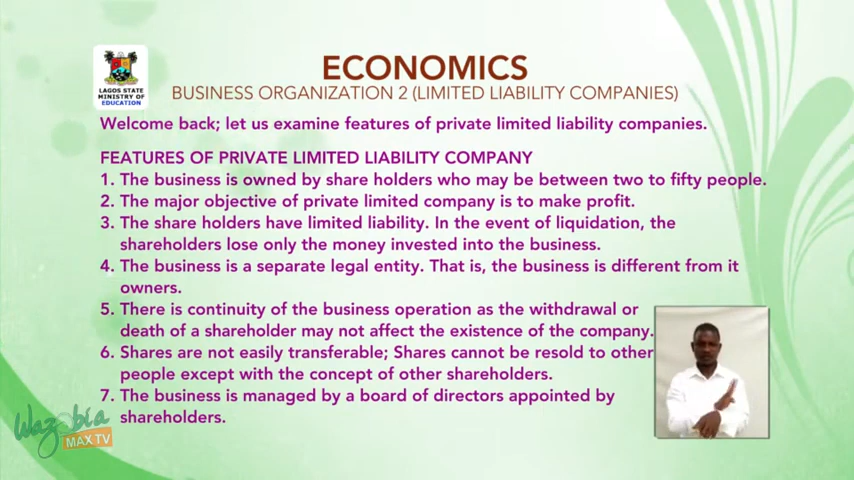 ECONOMICS
LAGOS STATE
MINISTRY OF
EDUCATION
BUSINESS ORGANIZATION 2 (LIMITED LIABILITY COMPANIES)
Welcome back; let us examine features of private limited liability companies.
FEATURES OF PRIVATE LIMITED LIABILITY COMPANY
1. The business is owned by share holders who may be between two to fifty people.
2. The major objective of private limited company is to make profit.
3. The share holders have limited liability. In the event of liquidation, the
shareholders lose only the money invested into the business.
4. The business is a separate legal entity. That is, the business is different from it
owners.
5. There is continuity of the business operation as the withdrawal or
death of a shareholder may not affect the existence of the company.
6. Shares are not easily transferable; Shares cannot be resold to other
people except with the concept of other shareholders.
7. The business is managed by a board of directors appointed by
shareholders.
Wazobia
MAX TV